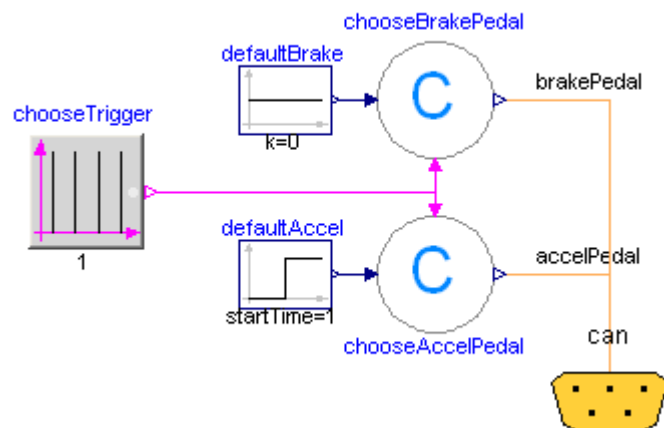 chooseBrakePedal
defaultBrake
C
brakePedal
k=0
chooseTrigger
1
defaultAccel
C
accelPedal
startTime=1
chooseAccelPedal
can